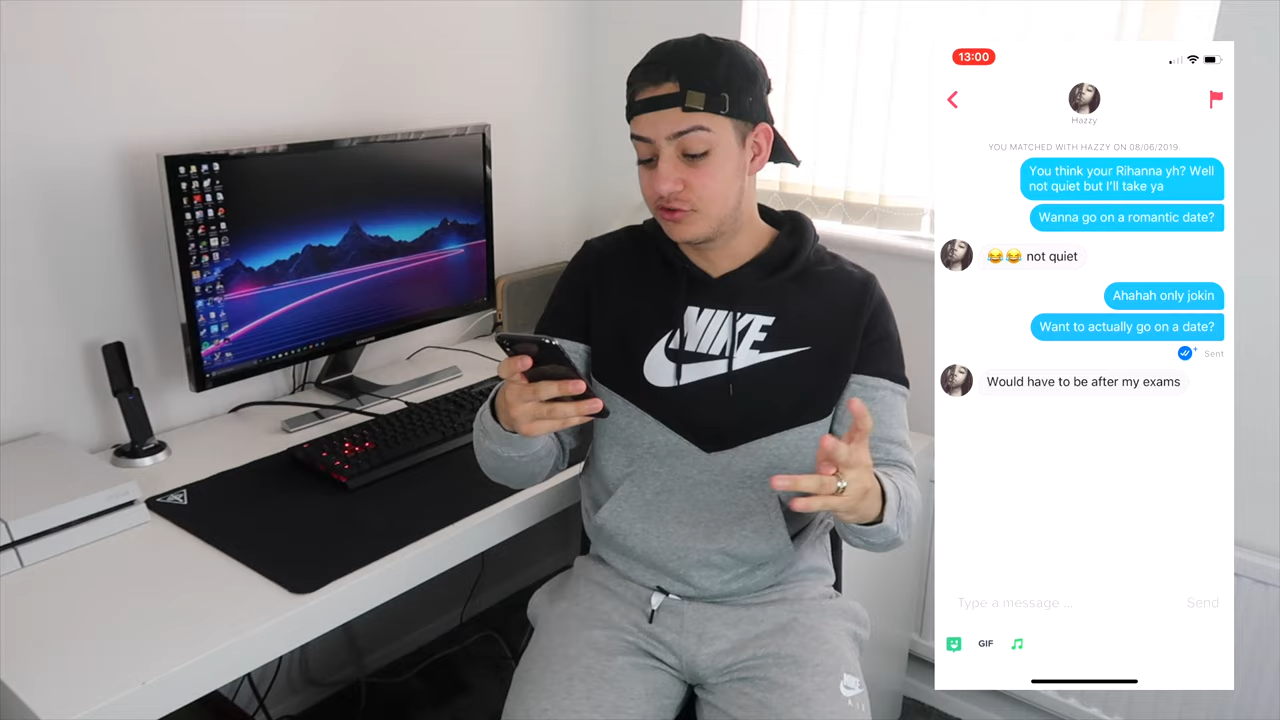 13:00
Hazzy
YOU MATCHED WITH HAZZY ON 08/06/2019.
You think your Rihanna yh? Well
not quiet but I'll take ya
Wanna go on a romantic date?
😂😂 not quiet
Ahahah only jokin
Want to actually go on a date?
Sent
Would have to be after my exams
Type a message ...
Send
GIF
NIKE
SAMSUNG